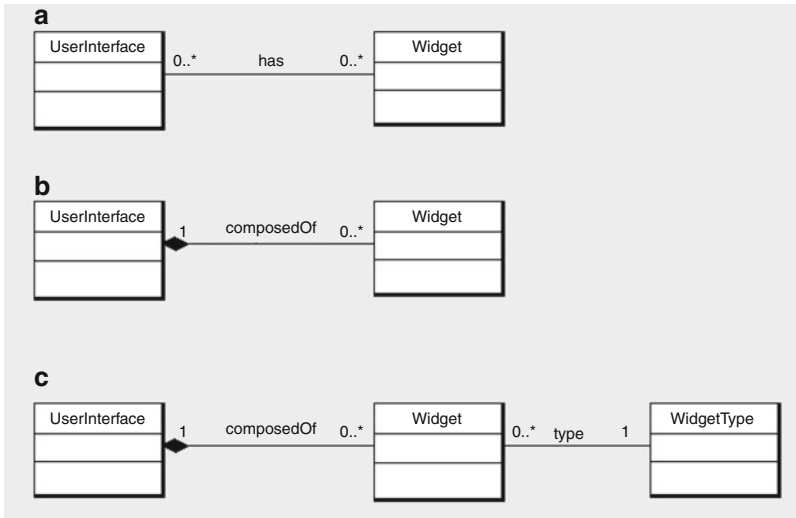 a
UserInterface
Widget
0..*
has
0..*
b
UserInterface
Widget
1
composedOf
0..*
c
UserInterface
Widget
WidgetType
1
composedOf
0..*
0..*
type
1